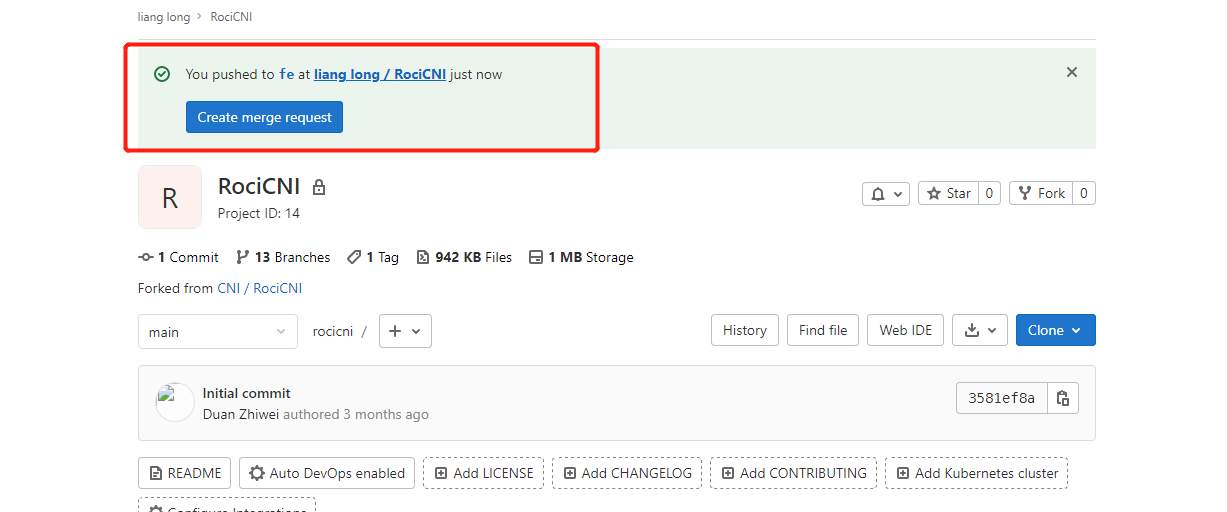 liang long > RociCNI
You pushed to fe at liang long / RociCNI just now
Create merge request
R
RociCNI
Project ID: 14
Star 0 Fork 0
1 Commit 13 Branches 1 Tag 942 KB Files 1 MB Storage
Forked from CNI / RociCNI
main rocicni / History Find file Web IDE Clone
Initial commit
Duan Zhiwei authored 3 months ago
3581ef8a
README Auto DevOps enabled Add LICENSE Add CHANGELOG Add CONTRIBUTING Add Kubernetes cluster
Configure Integrations